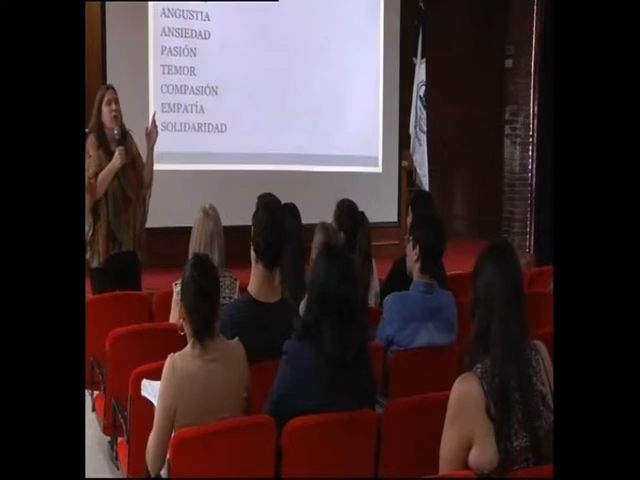 ANGUSTIA
ANSIEDAD
PASIÓN
TEMOR
COMPASIÓN
EMPATÍA
SOLIDARIDAD